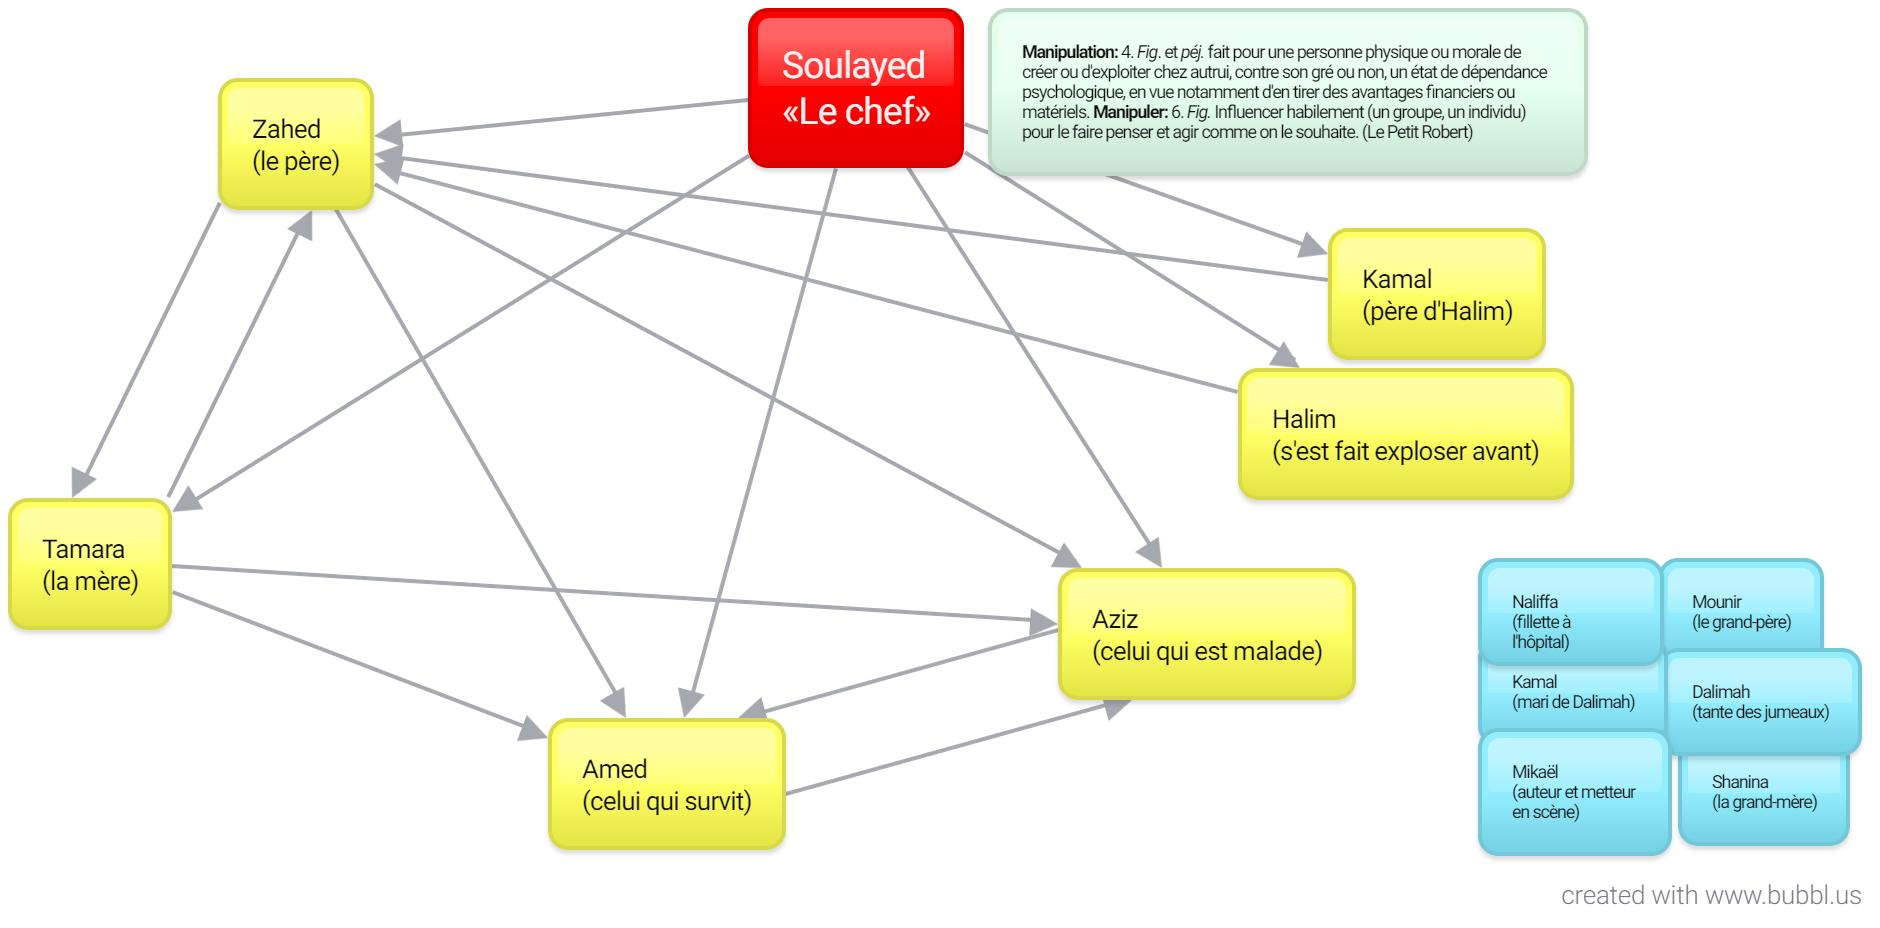 Soulayed
«Le chef»
Manipulation: 4. Fig. et péj. fait pour une personne physique ou morale de
créer ou d'exploiter chez autrui, contre son gré ou non, un état de dépendance
psychologique, en vue notamment d'en tirer des avantages financiers ou
matériels. Manipuler: 6. Fig. Influencer habilement (un groupe, un individu)
pour le faire penser et agir comme on le souhaite. (Le Petit Robert)
Zahed
(le père)
Kamal
(père d'Halim)
Halim
(s'est fait exploser avant)
Tamara
(la mère)
Aziz
(celui qui est malade)
Amed
(celui qui survit)
Naliffa
(fillette à
l'hôpital)
Mounir
(le grand-père)
Kamal
(mari de Dalimah)
Dalimah
(tante des jumeaux)
Mikaël
(auteur et metteur
en scène)
Shanina
(la grand-mère)
created with www.bubbl.us